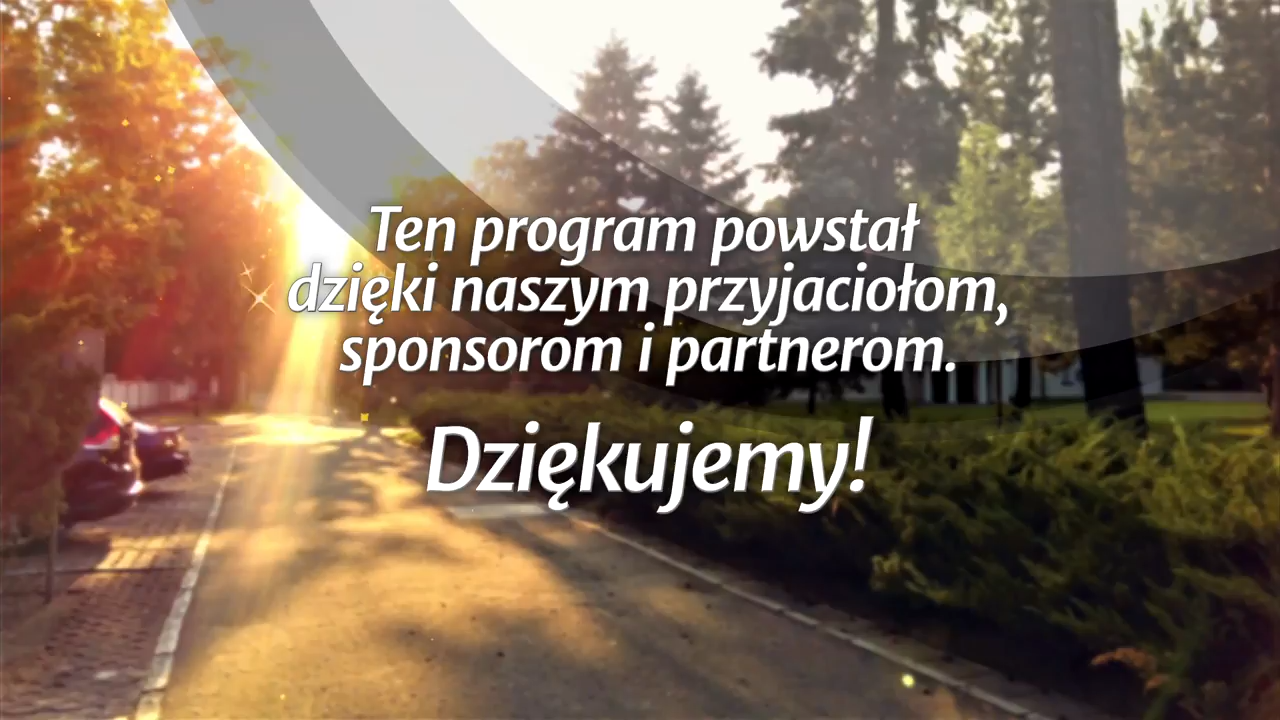 Ten program powstał
dzięki naszym przyjaciołom,
sponsorom i partnerom.
Dziękujemy!